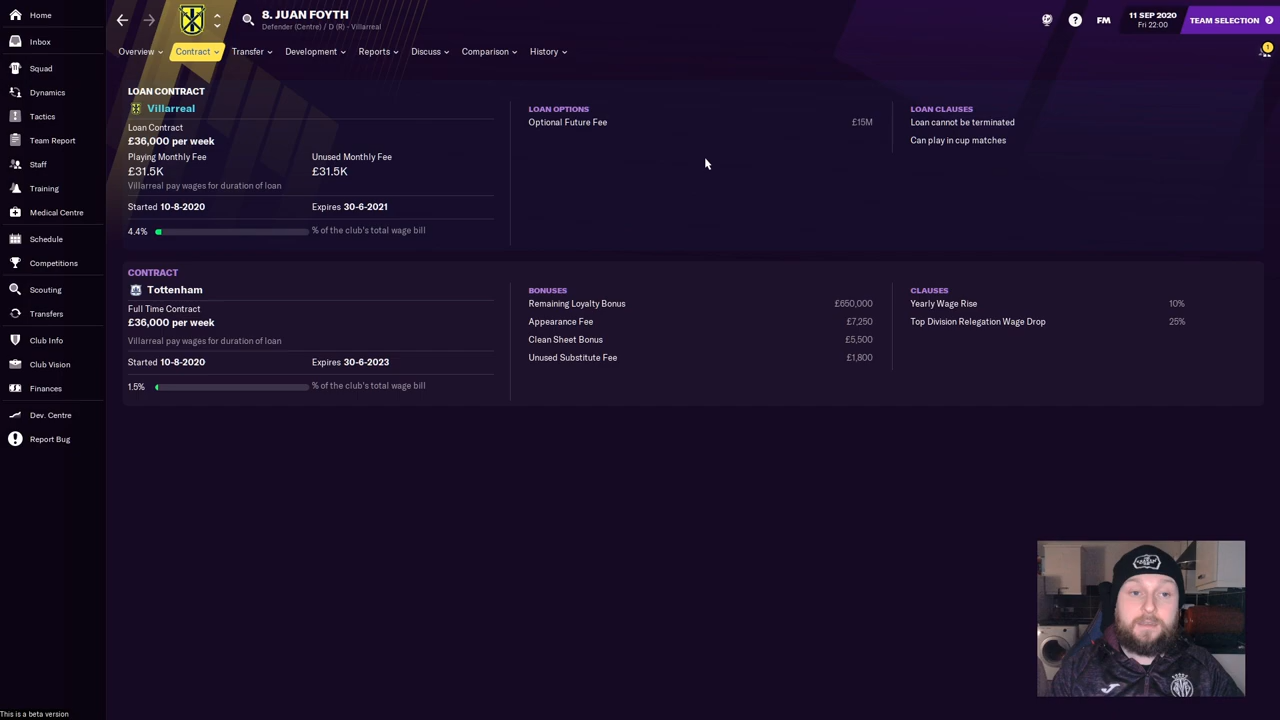 Home
Inbox
Squad
Dynamics
Tactics
Team Report
Staff
Training
Medical Centre
Schedule
Competitions
Scouting
Transfers
Club Info
Club Vision
Finances
Dev. Centre
Report Bug
This is a beta version
8. JUAN FOYTH
Defender (Centre) / D (R) - Villarreal
?
FM
11 SEP 2020
Fri 22:00
TEAM SELECTION
Overview
Contract
Transfer
Development
Reports
Discuss
Comparison
History
1
LOAN CONTRACT
Villarreal
Loan Contract
£36,000 per week
Playing Monthly Fee Unused Monthly Fee
£31.5K £31.5K
Villarreal pay wages for duration of loan
Started 10-8-2020 Expires 30-6-2021
4.4% % of the club's total wage bill
LOAN OPTIONS
Optional Future Fee £15M
LOAN CLAUSES
Loan cannot be terminated
Can play in cup matches
CONTRACT
Tottenham
Full Time Contract
£36,000 per week
Villarreal pay wages for duration of loan
Started 10-8-2020 Expires 30-6-2023
1.5% % of the club's total wage bill
BONUSES
Remaining Loyalty Bonus £650,000
Appearance Fee £7,250
Clean Sheet Bonus £5,500
Unused Substitute Fee £1,800
CLAUSES
Yearly Wage Rise 10%
Top Division Relegation Wage Drop 25%